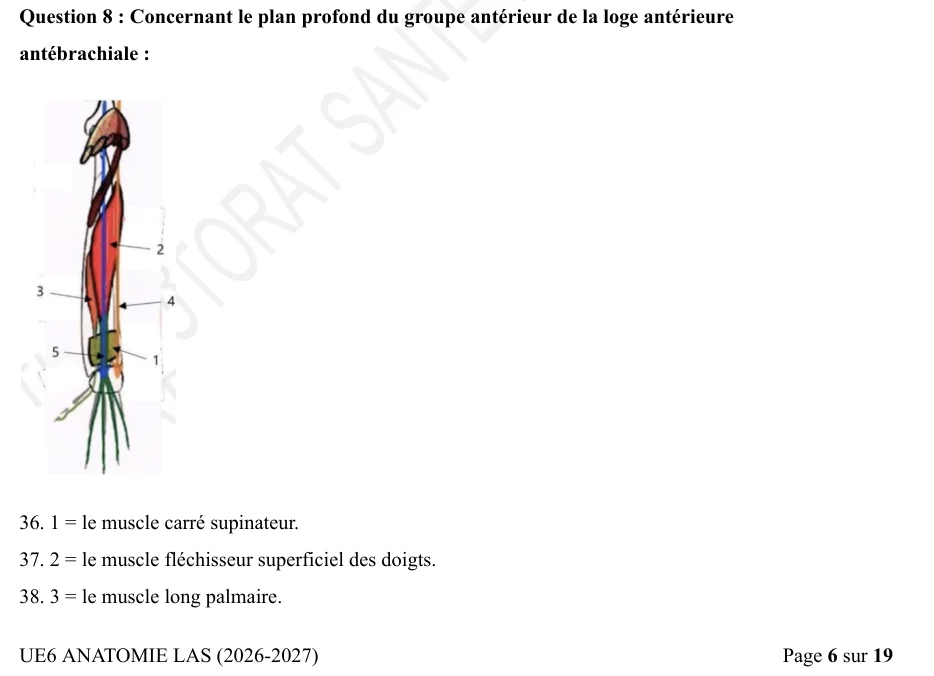 Question 8 : Concernant le plan profond du groupe antérieur de la loge antérieure
antébrachiale :
2
3
4
5
1
36. 1 = le muscle carré supinateur.
37. 2 = le muscle fléchisseur superficiel des doigts.
38. 3 = le muscle long palmaire.
UE6 ANATOMIE LAS (2026-2027) Page 6 sur 19